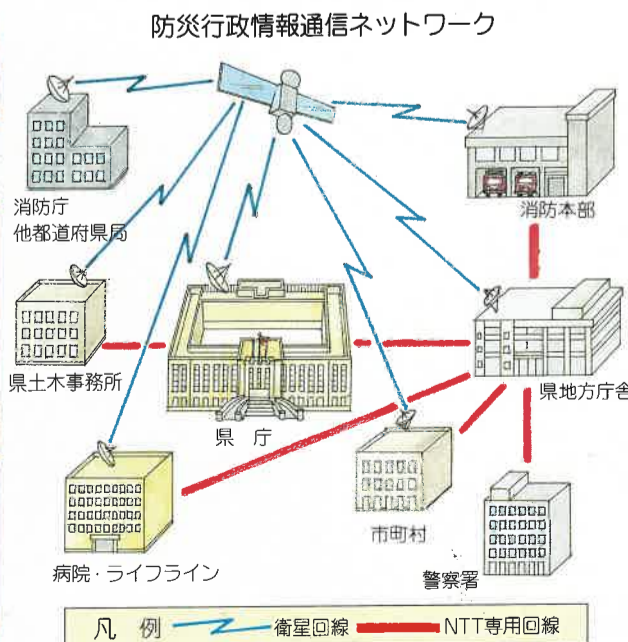 防災行政情報通信ネットワーク
消防庁
他都道府県局
消防本部
県土木事務所
県庁
県地方庁舎
病院・ライフライン
市町村
警察署
凡例 衛星回線 NTT専用回線